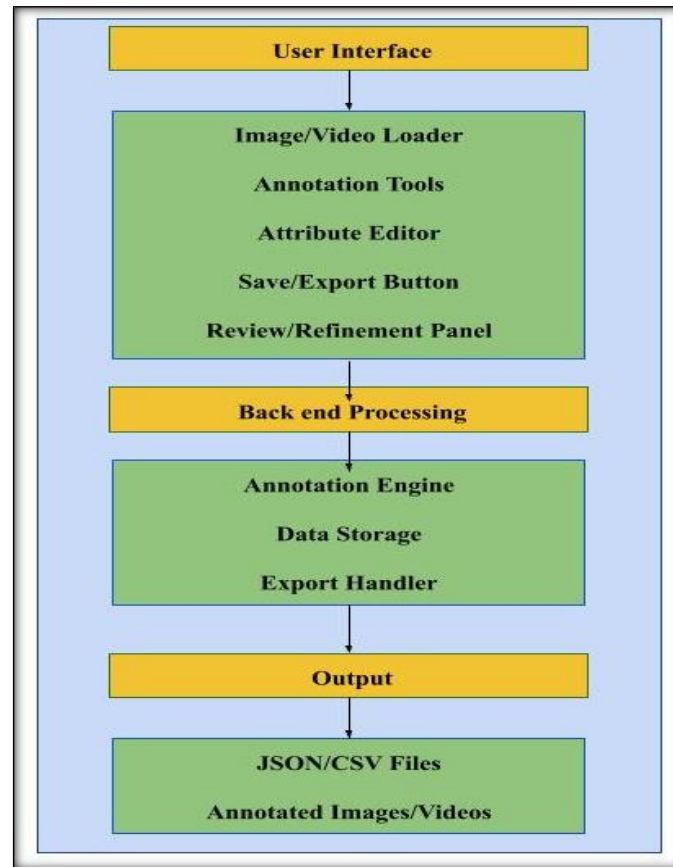 User Interface
Image/Video Loader
Annotation Tools
Attribute Editor
Save/Export Button
Review/Refinement Panel
Back end Processing
Annotation Engine
Data Storage
Export Handler
Output
JSON/CSV Files
Annotated Images/Videos